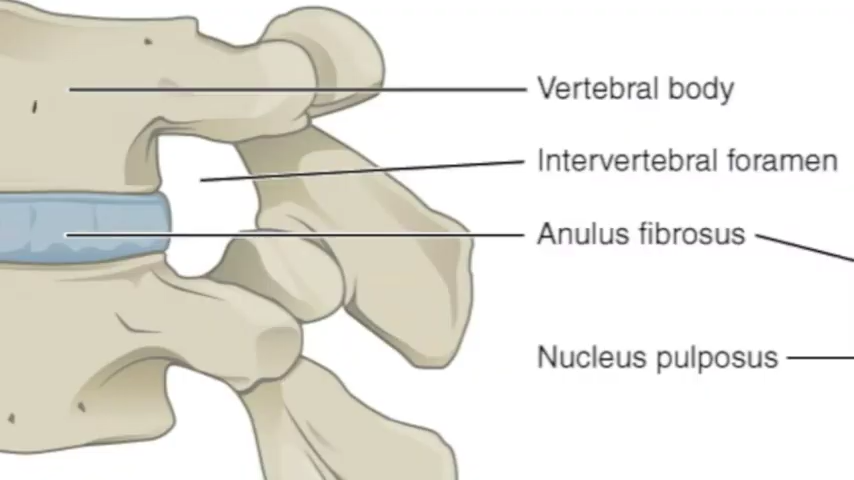 Vertebral body
Intervertebral foramen
Anulus fibrosus
Nucleus pulposus